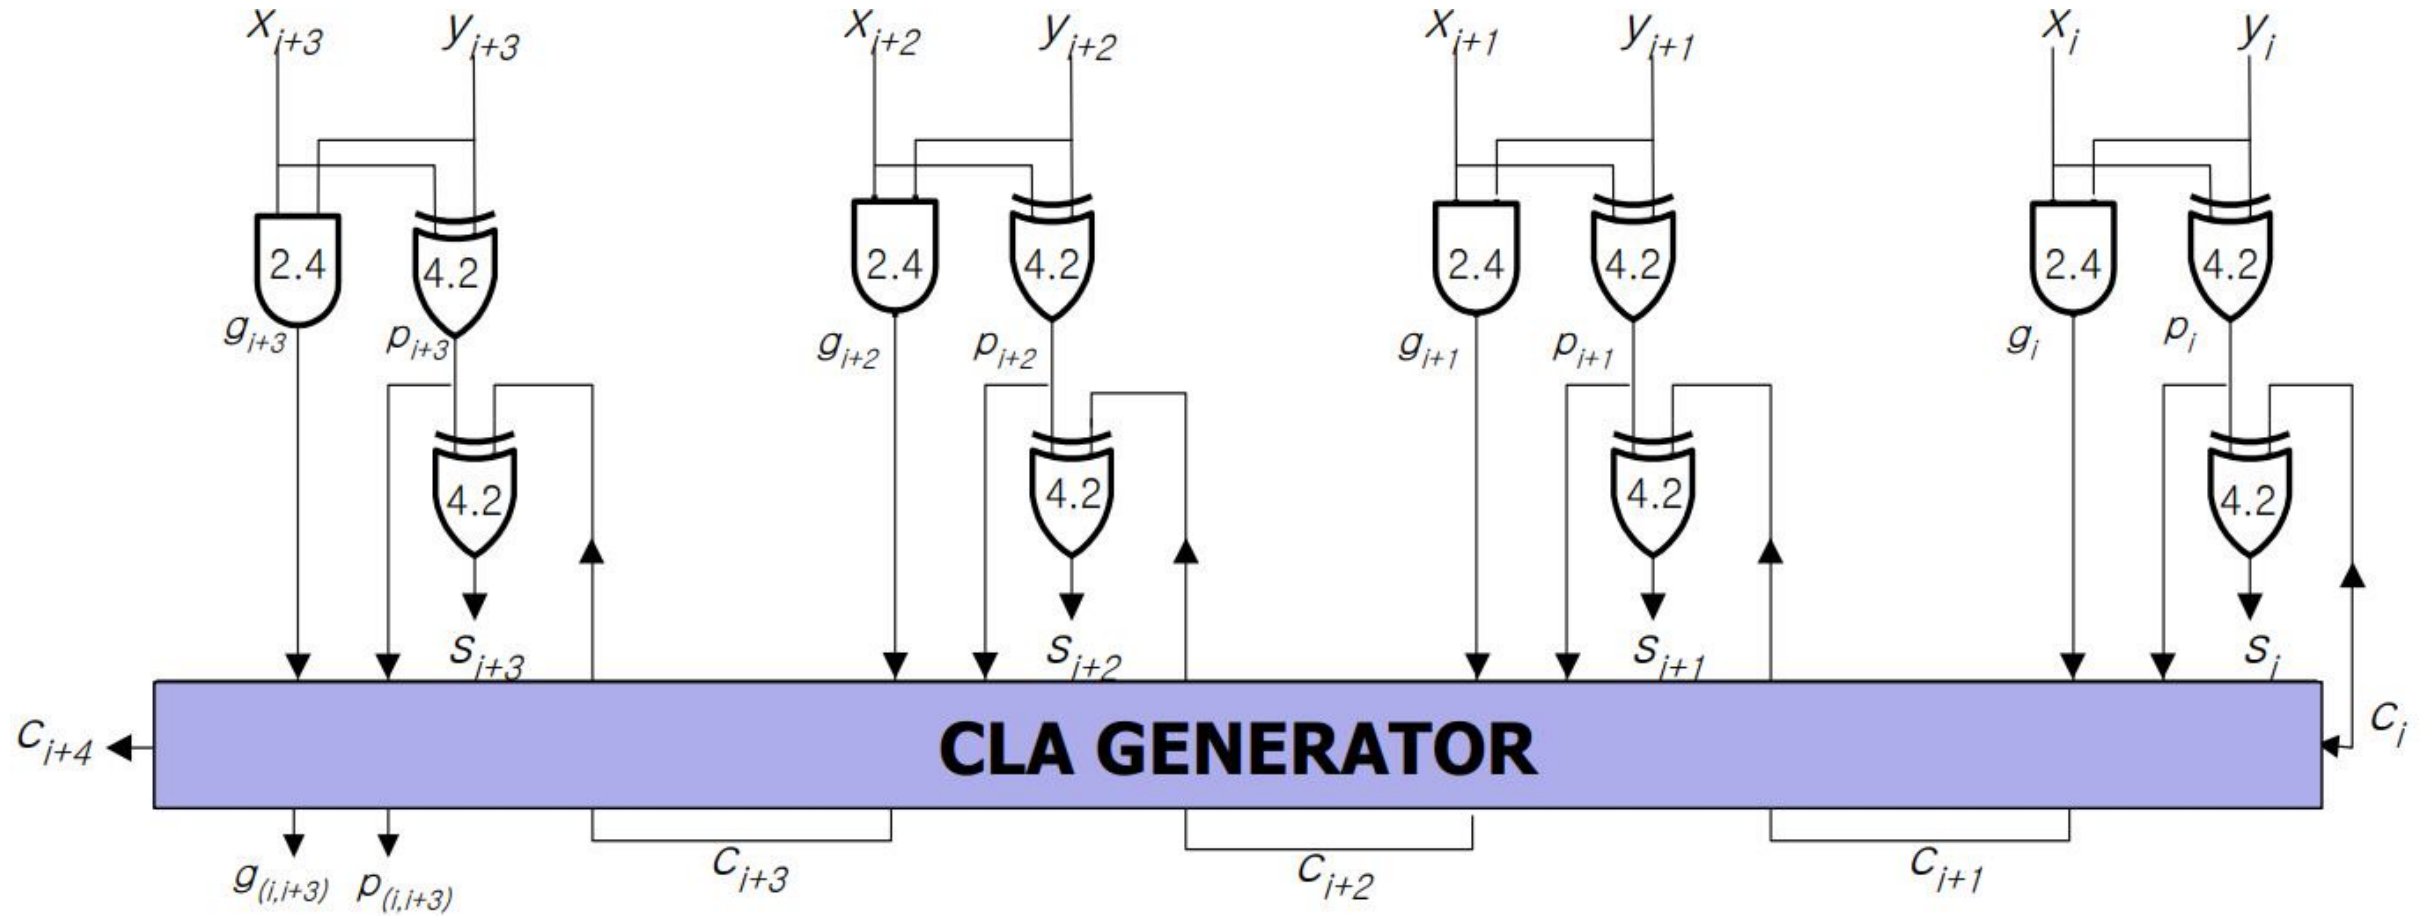 x_{i+3} y_{i+3} x_{i+2} y_{i+2} x_{i+1} y_{i+1} x_i y_i
2.4 4.2 2.4 4.2 2.4 4.2 2.4 4.2
g_{i+3} p_{i+3} g_{i+2} p_{i+2} g_{i+1} p_{i+1} g_i p_i
4.2 4.2 4.2 4.2
s_{i+3} s_{i+2} s_{i+1} s_i
c_{i+4} CLA GENERATOR c_i
g_{(i,i+3)} p_{(i,i+3)} c_{i+3} c_{i+2} c_{i+1}